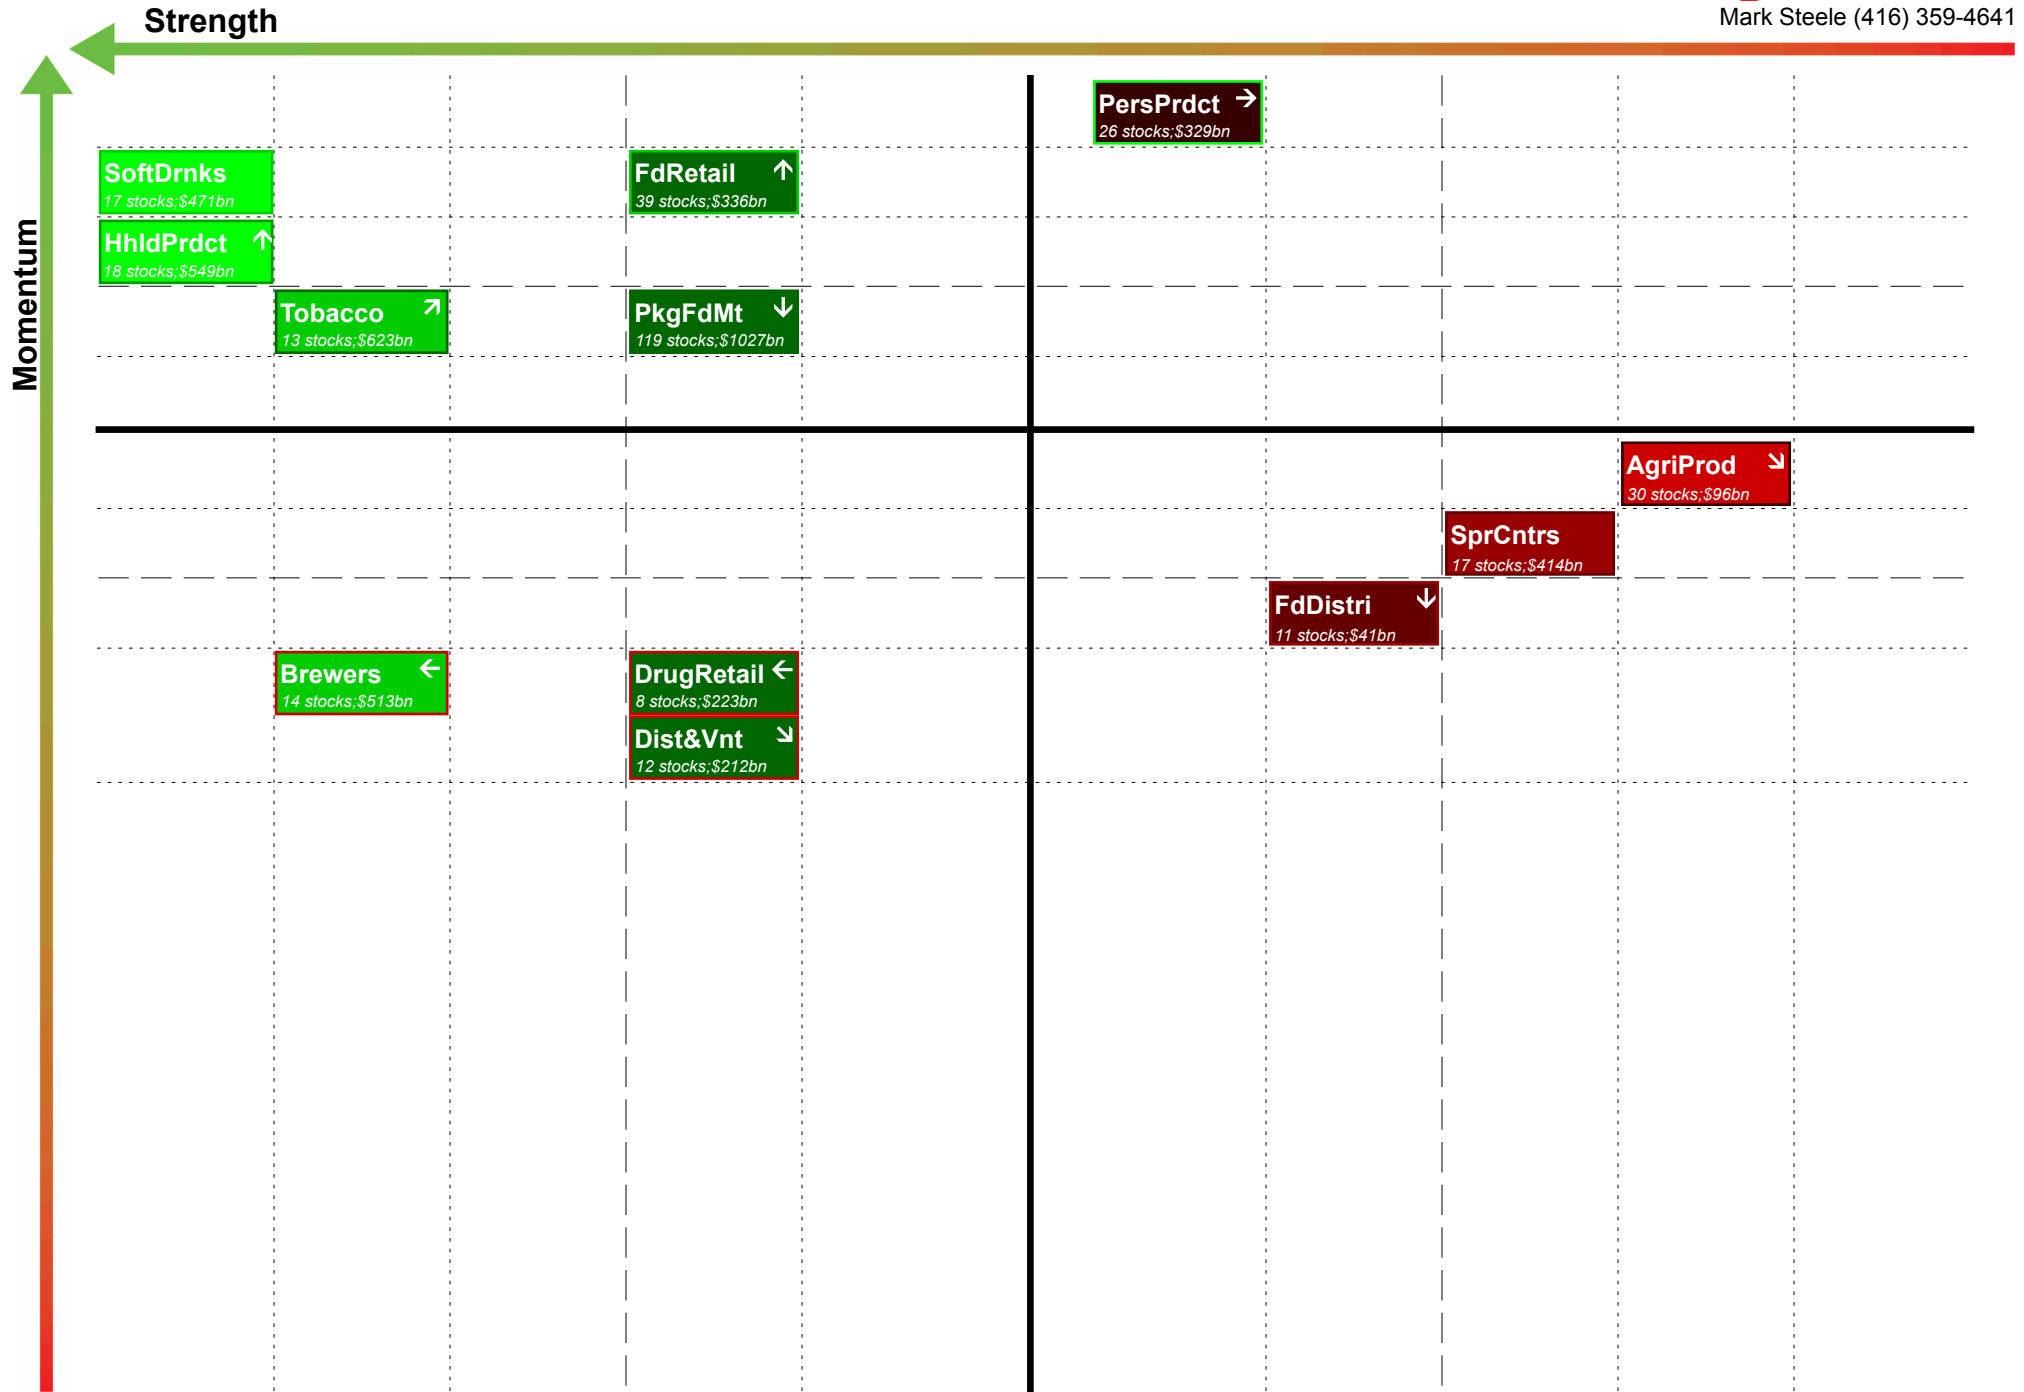 Strength
Mark Steele (416) 359-4641
Momentum
PersPrdct →
26 stocks;$329bn
SoftDrnks
17 stocks;$471bn
FdRetail ↑
39 stocks;$336bn
HhldPrdct ↑
18 stocks;$549bn
Tobacco ↗
13 stocks;$623bn
PkgFdMt ↓
119 stocks;$1027bn
AgriProd ↘
30 stocks;$96bn
SprCntrs
17 stocks;$414bn
FdDistri ↓
11 stocks;$41bn
Brewers ←
14 stocks;$513bn
DrugRetail ←
8 stocks;$223bn
Dist&Vnt ↘
12 stocks;$212bn